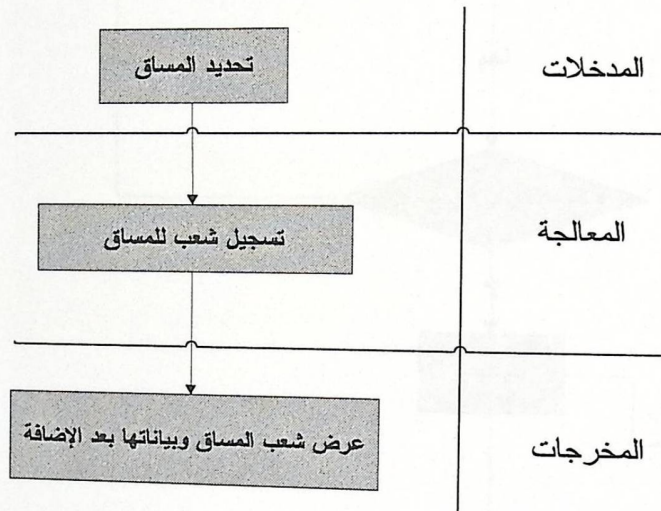 المدخلات
تحديد المساق
المعالجة
تسجيل شعب للمساق
المخرجات
عرض شعب المساق وبياناتها بعد الإضافة